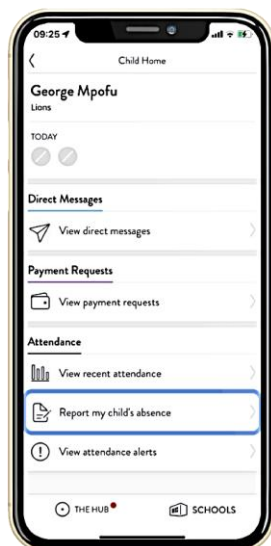 09:25
Child Home
George Mpofu
Lions
TODAY
Direct Messages
View direct messages
Payment Requests
View payment requests
Attendance
View recent attendance
Report my child's absence
View attendance alerts
THE HUB
SCHOOLS